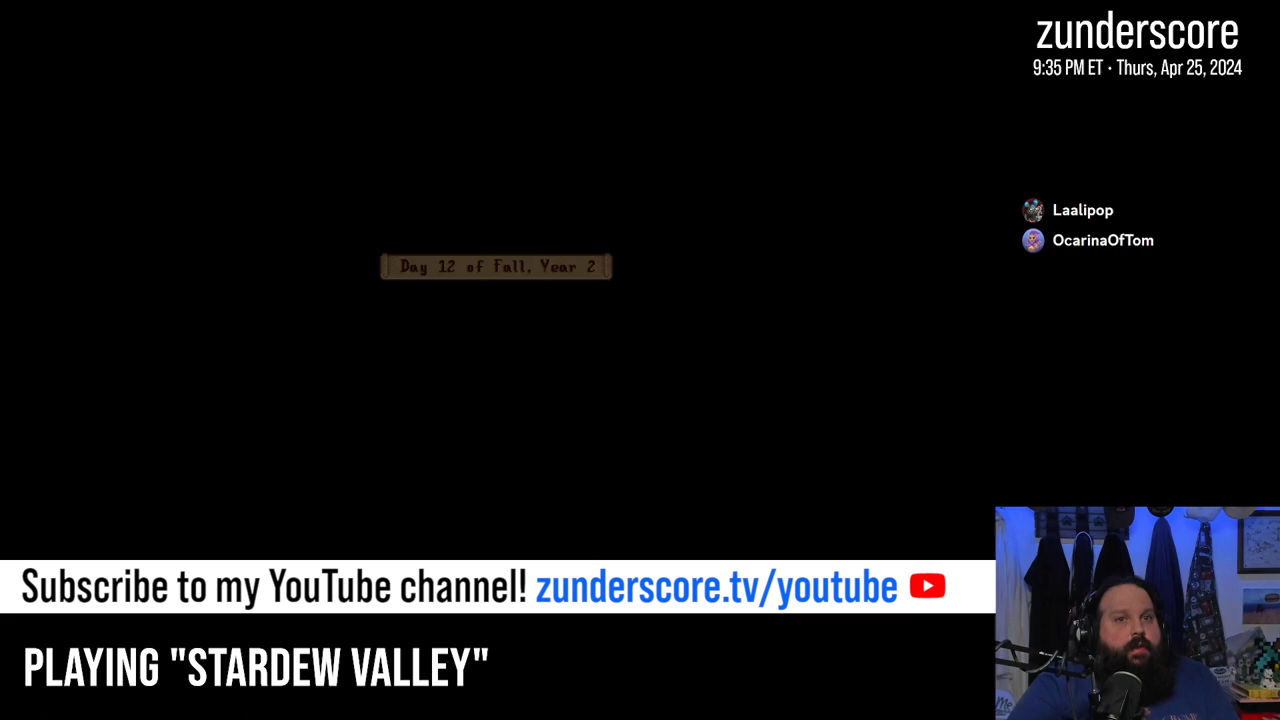 zunderscore
9:35 PM ET · Thurs, Apr 25, 2024
Laalipop
OcarinaOfTom
Day 12 of Fall, Year 2
Subscribe to my YouTube channel! zunderscore.tv/youtube
PLAYING "STARDEW VALLEY"